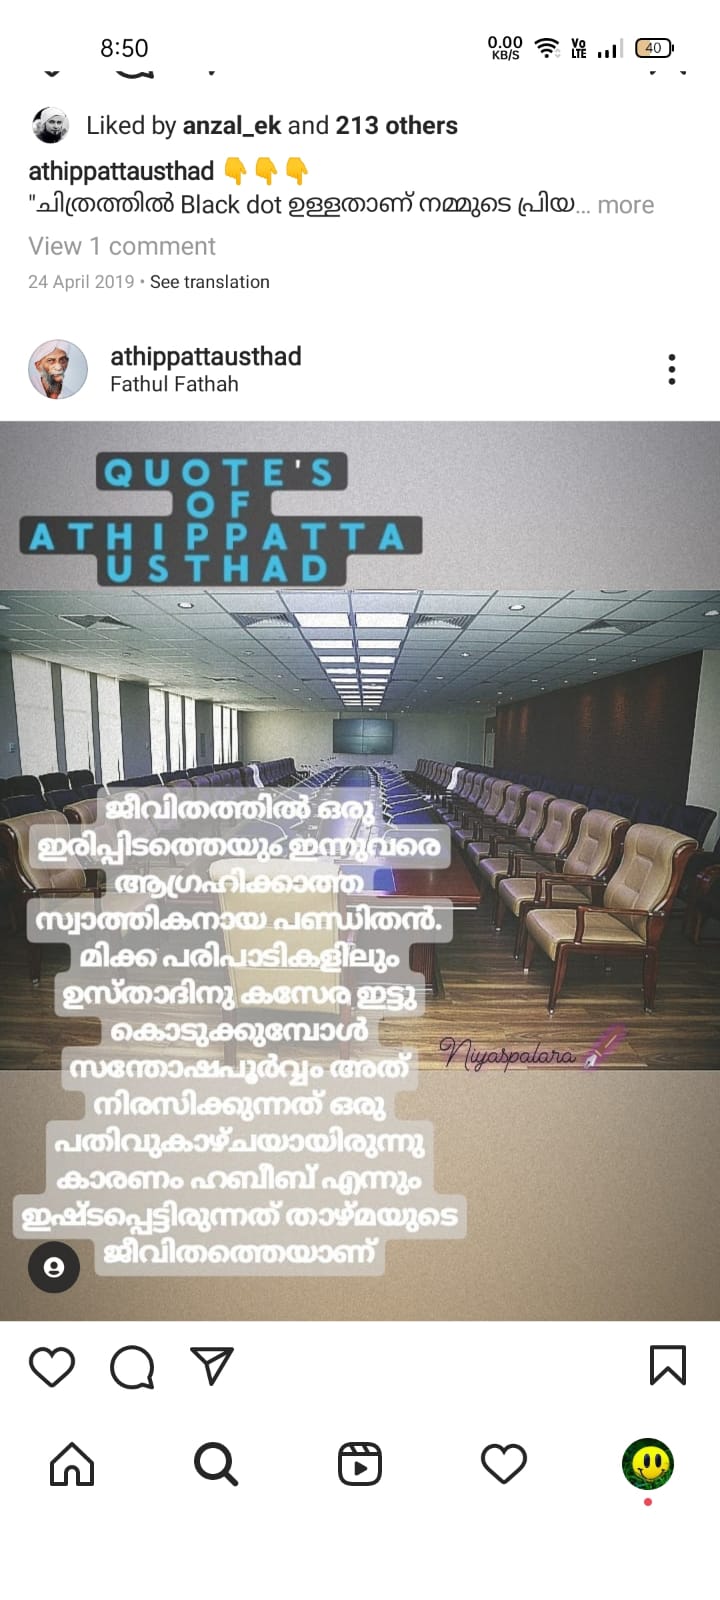 8:50
0.00 KB/S Vo LTE 40
Liked by anzal_ek and 213 others
athippattausthad 👇👇👇
"ചിത്രത്തിൽ Black dot ഉള്ളതാണ് നമ്മുടെ പ്രിയ... more
View 1 comment
24 April 2019 • See translation
athippattausthad
Fathul Fathah
QUOTE'S
OF
ATHIPPATTA
USTHAD
ജീവിതത്തിൽ ഒരു
ഇരിപ്പിടത്തെയും ഇന്നുവരെ
ആഗ്രഹിക്കാത്ത
സ്വാത്തികനായ പണ്ഡിതൻ.
മിക്ക പരിപാടികളിലും
ഉസ്താദിനു കസേര ഇട്ടു
കൊടുക്കുമ്പോൾ
സന്തോഷപൂർവ്വം അത്
നിരസിക്കുന്നത് ഒരു
പതിവുകാഴ്ചയായിരുന്നു
കാരണം ഹബീബ് എന്നും
ഇഷ്ടപ്പെട്ടിരുന്നത് താഴ്മയുടെ
ജീവിതത്തെയാണ്
Niyaspalara